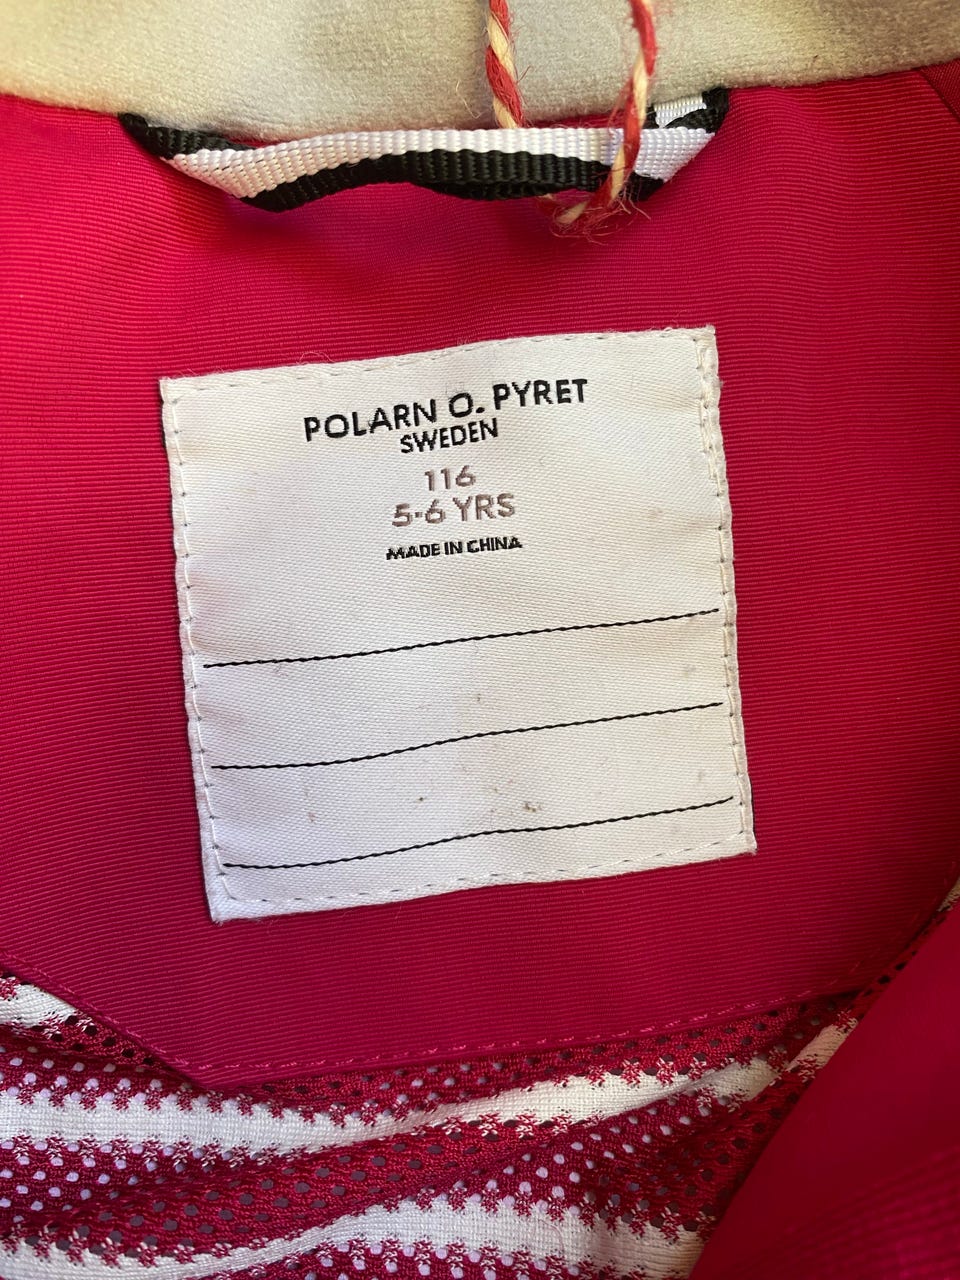 POLARN O. PYRET
SWEDEN
116
5-6 YRS
MADE IN CHINA